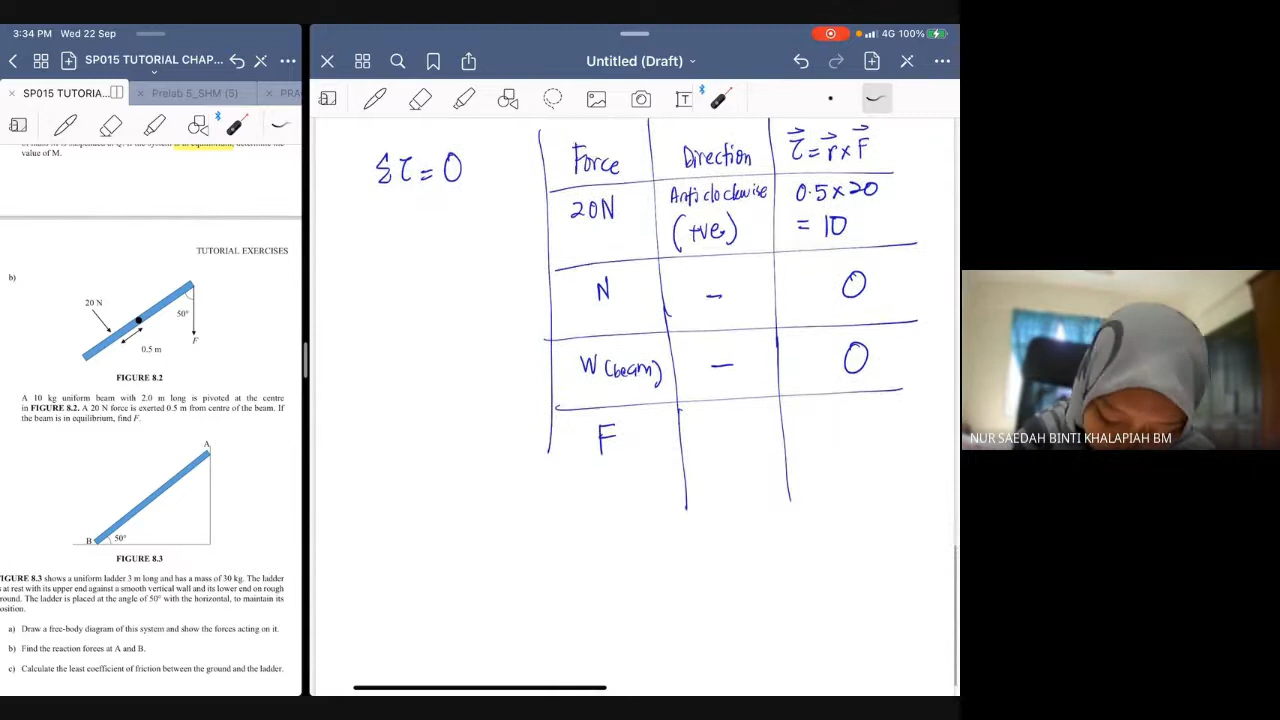 3:34 PM Wed 22 Sep
4G 100%
SP015 TUTORIAL CHAP...
Untitled (Draft)
SP015 TUTORIA...
Prelab 5_SHM (5)
PRA
value of M.
TUTORIAL EXERCISES
b)
20 N
50°
F
0.5 m
FIGURE 8.2
A 10 kg uniform beam with 2.0 m long is pivoted at the centre
in FIGURE 8.2. A 20 N force is exerted 0.5 m from centre of the beam. If
the beam is in equilibrium, find F.
A
B
50°
FIGURE 8.3
IGURE 8.3 shows a uniform ladder 3 m long and has a mass of 30 kg. The ladder
at rest with its upper end against a smooth vertical wall and its lower end on rough
round. The ladder is placed at the angle of 50° with the horizontal, to maintain its
osition.
a) Draw a free-body diagram of this system and show the forces acting on it.
b) Find the reaction forces at A and B.
c) Calculate the least coefficient of friction between the ground and the ladder.
Στ = 0
Force Direction τ⃗ = r⃗ × F⃗
20N Anticlockwise 0.5 × 20
(+ve) = 10
N - 0
W (beam) - 0
F
NUR SAEDAH BINTI KHALAPIAH BM